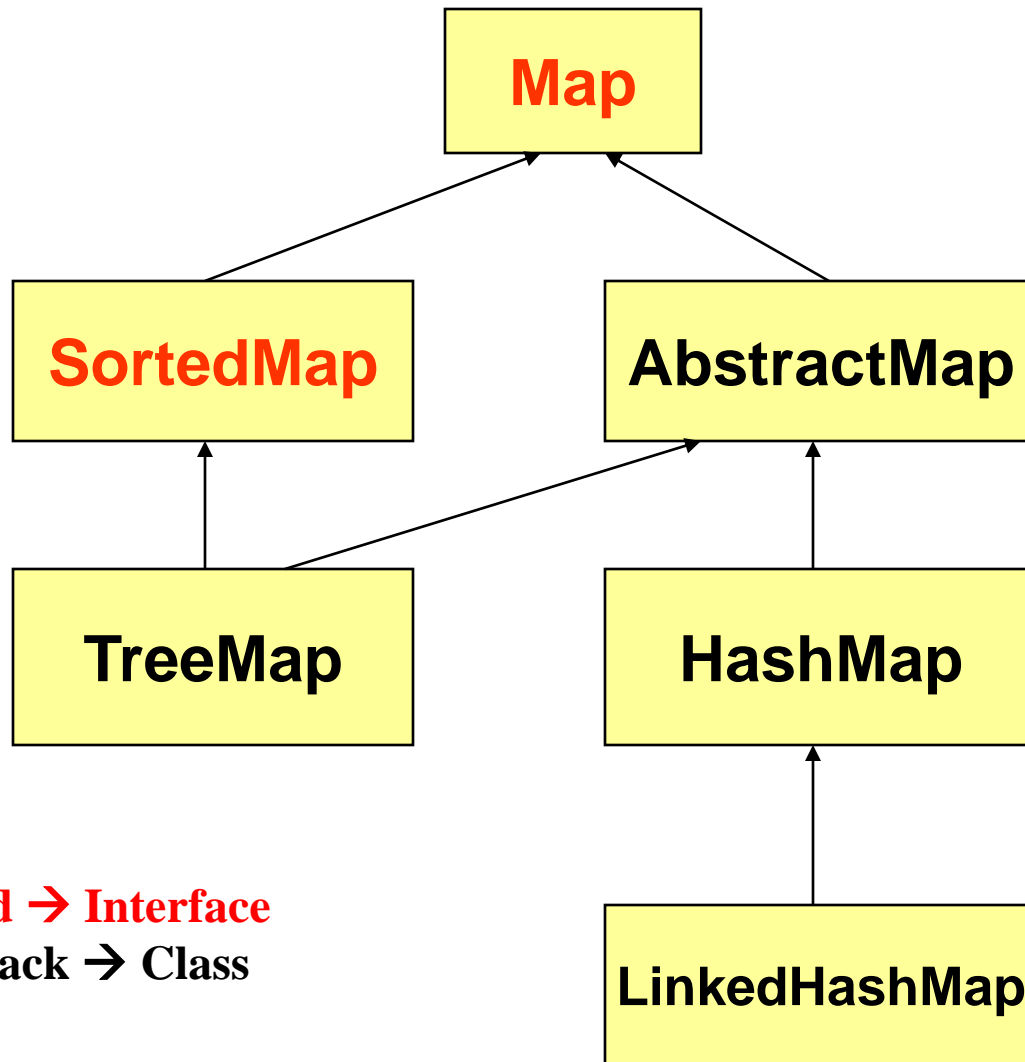 Map
SortedMap
AbstractMap
TreeMap
HashMap
d → Interface
ack → Class
LinkedHashMap